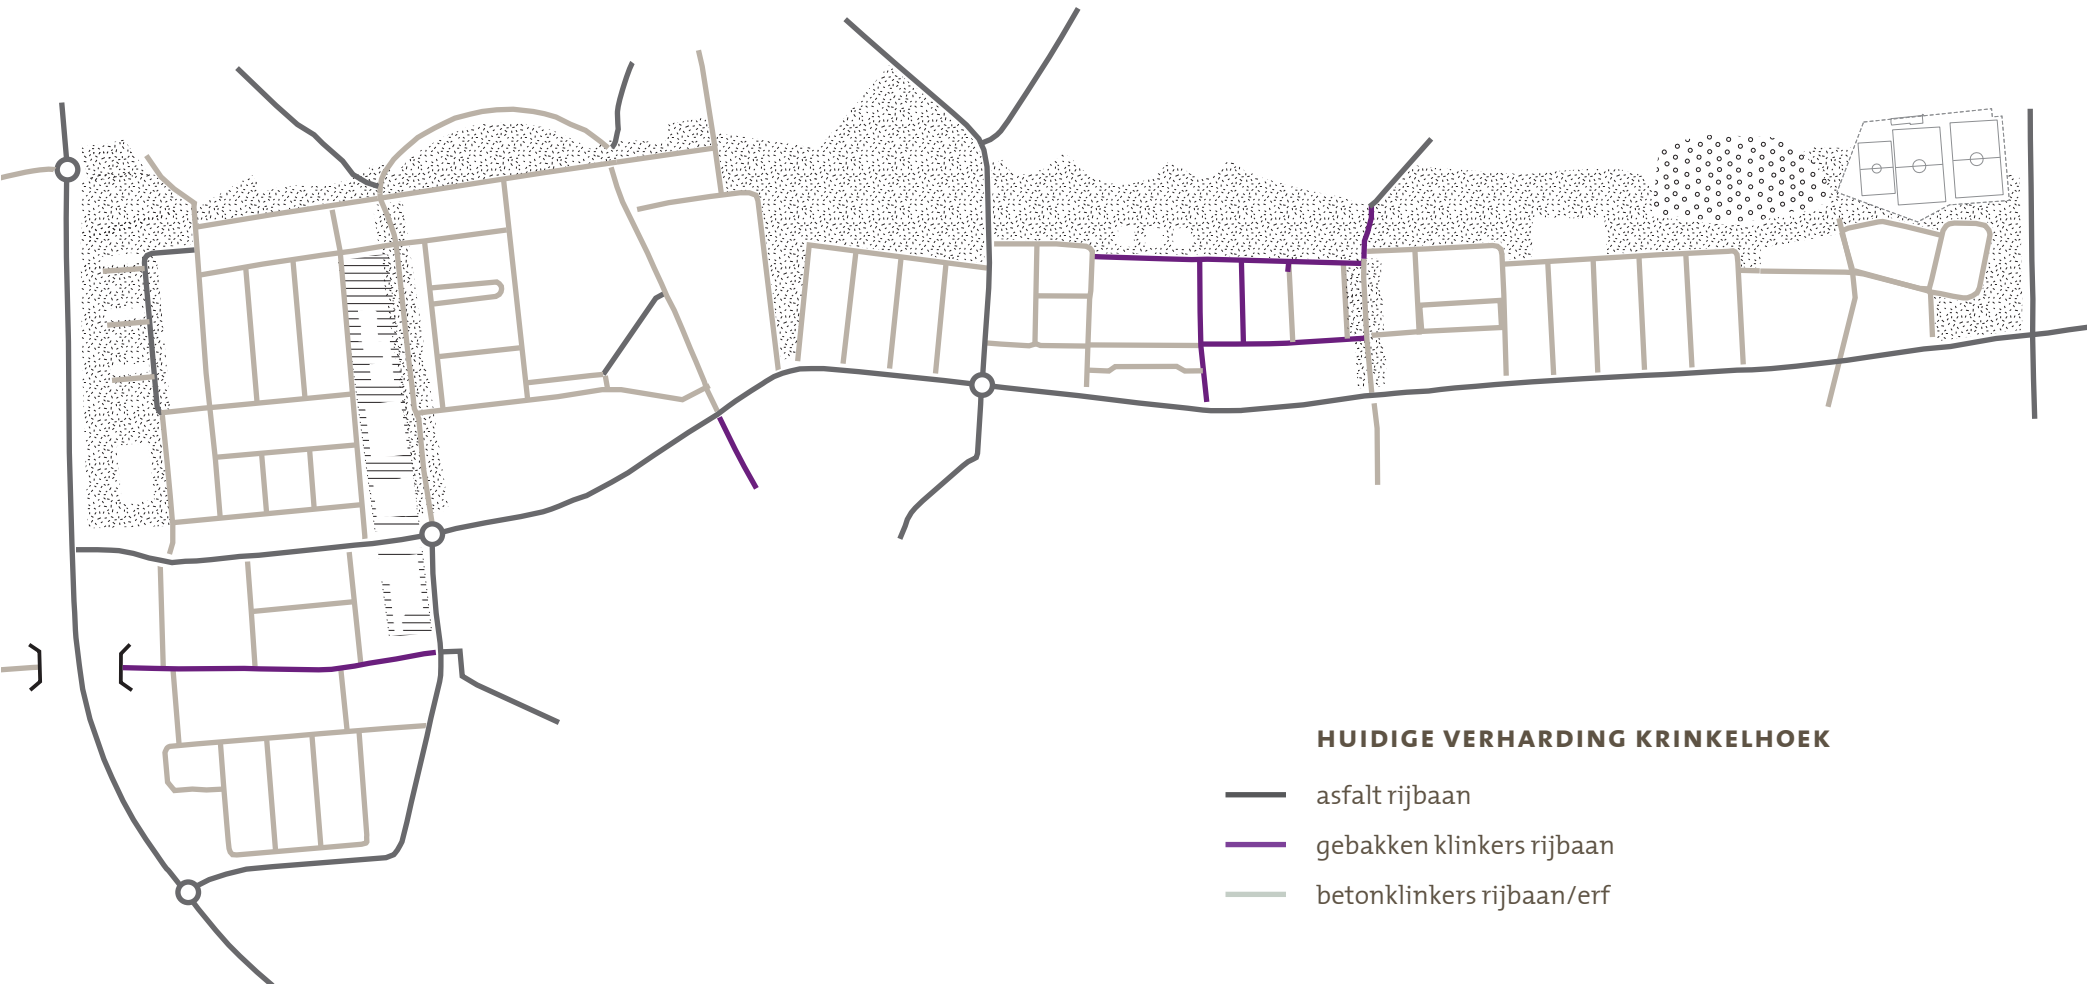 HUIDIGE VERHARDING KRINKELHOEK
asfalt rijbaan
gebakken klinkers rijbaan
betonklinkers rijbaan/erf